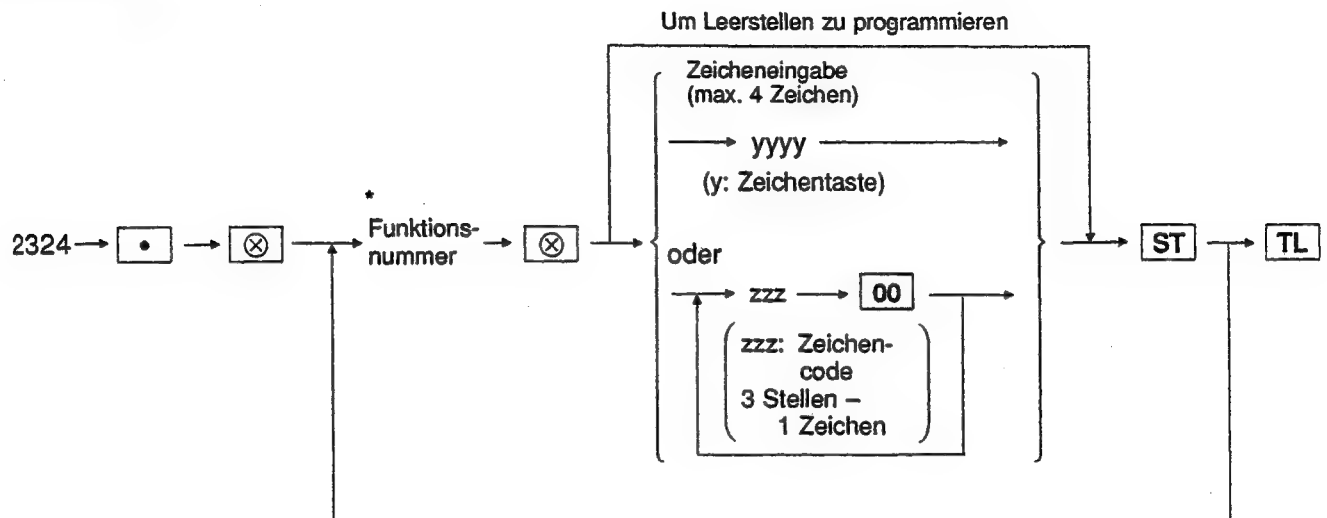 Um Leerstellen zu programmieren
Zeicheneingabe
(max. 4 Zeichen)
yyyy
(y: Zeichentaste)
*
2324
•
⊗
Funktions-
nummer
⊗
oder
ST
TL
zzz
00
zzz: Zeichen-
code
3 Stellen –
1 Zeichen